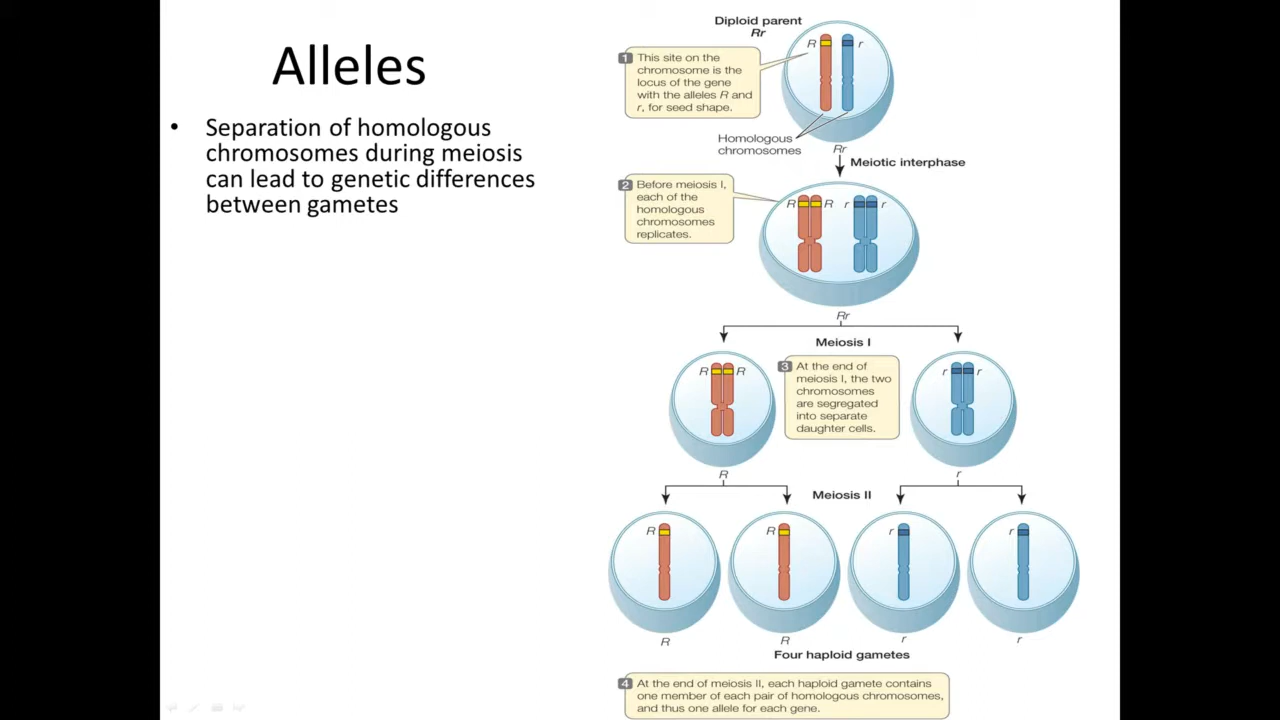 Alleles
• Separation of homologous
chromosomes during meiosis
can lead to genetic differences
between gametes
Diploid parent
Rr
R r
1 This site on the
chromosome is the
locus of the gene
with the alleles R and
r, for seed shape.
Homologous
chromosomes
Rr
Meiotic interphase
2 Before meiosis I,
each of the
homologous
chromosomes
replicates.
R R r r
Rr
Meiosis I
R R
3 At the end of
meiosis I, the two
chromosomes
are segregated
into separate
daughter cells.
r r
R r
Meiosis II
R R r r
R R r r
Four haploid gametes
4 At the end of meiosis II, each haploid gamete contains
one member of each pair of homologous chromosomes,
and thus one allele for each gene.